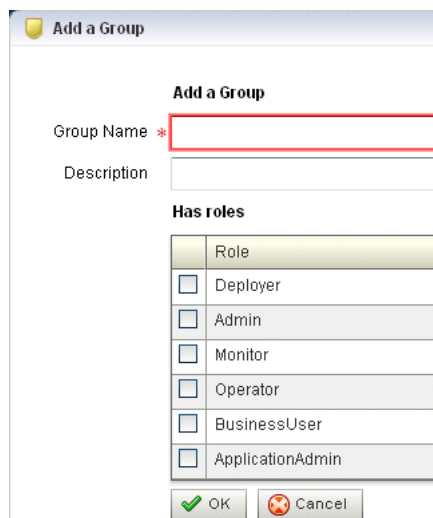 Add a Group
Add a Group
Group Name *
Description
Has roles
Role
Deployer
Admin
Monitor
Operator
BusinessUser
ApplicationAdmin
OK Cancel